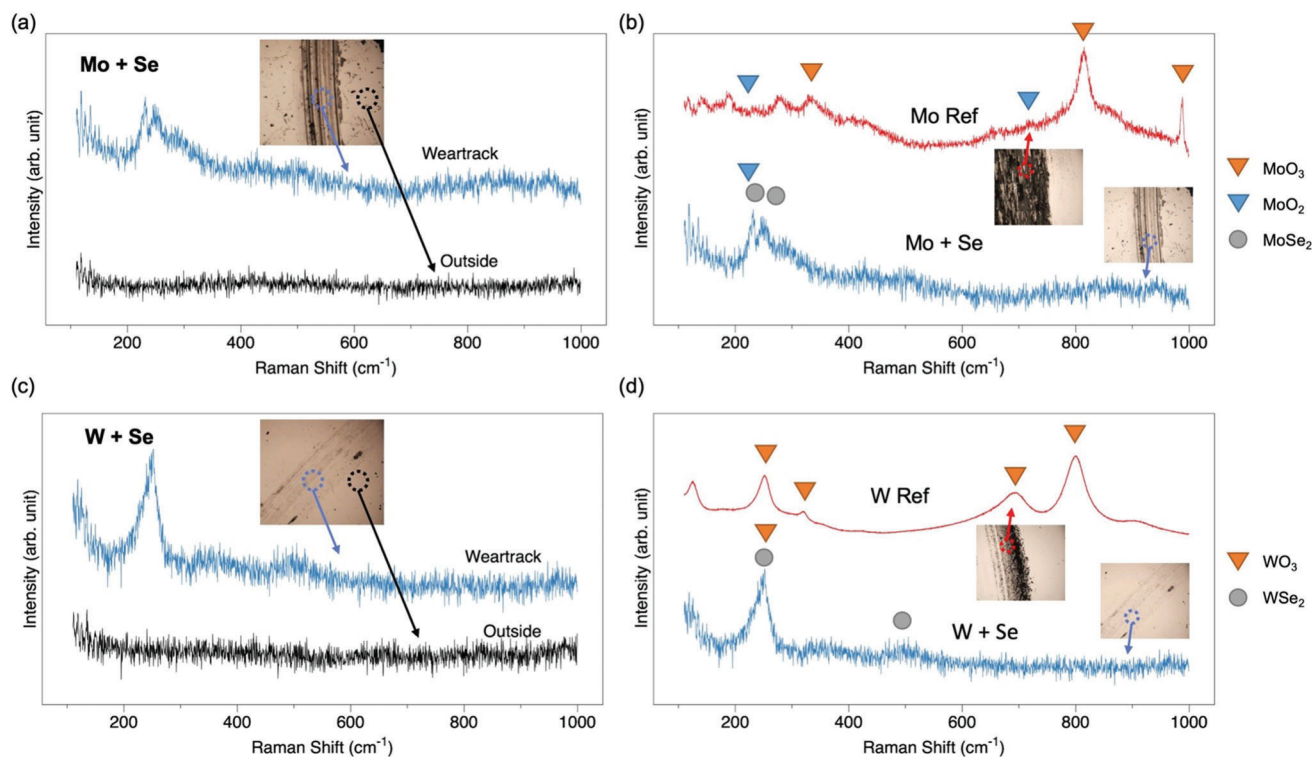 (a)
Mo + Se
Weartrack
Outside
Intensity (arb. unit)
200 400 600 800 1000
Raman Shift (cm⁻¹)
(b)
Mo Ref
Mo + Se
Intensity (arb. unit)
200 400 600 800 1000
Raman Shift (cm⁻¹)
MoO₃
MoO₂
MoSe₂
(c)
W + Se
Weartrack
Outside
Intensity (arb. unit)
200 400 600 800 1000
Raman Shift (cm⁻¹)
(d)
W Ref
W + Se
Intensity (arb. unit)
200 400 600 800 1000
Raman Shift (cm⁻¹)
WO₃
WSe₂